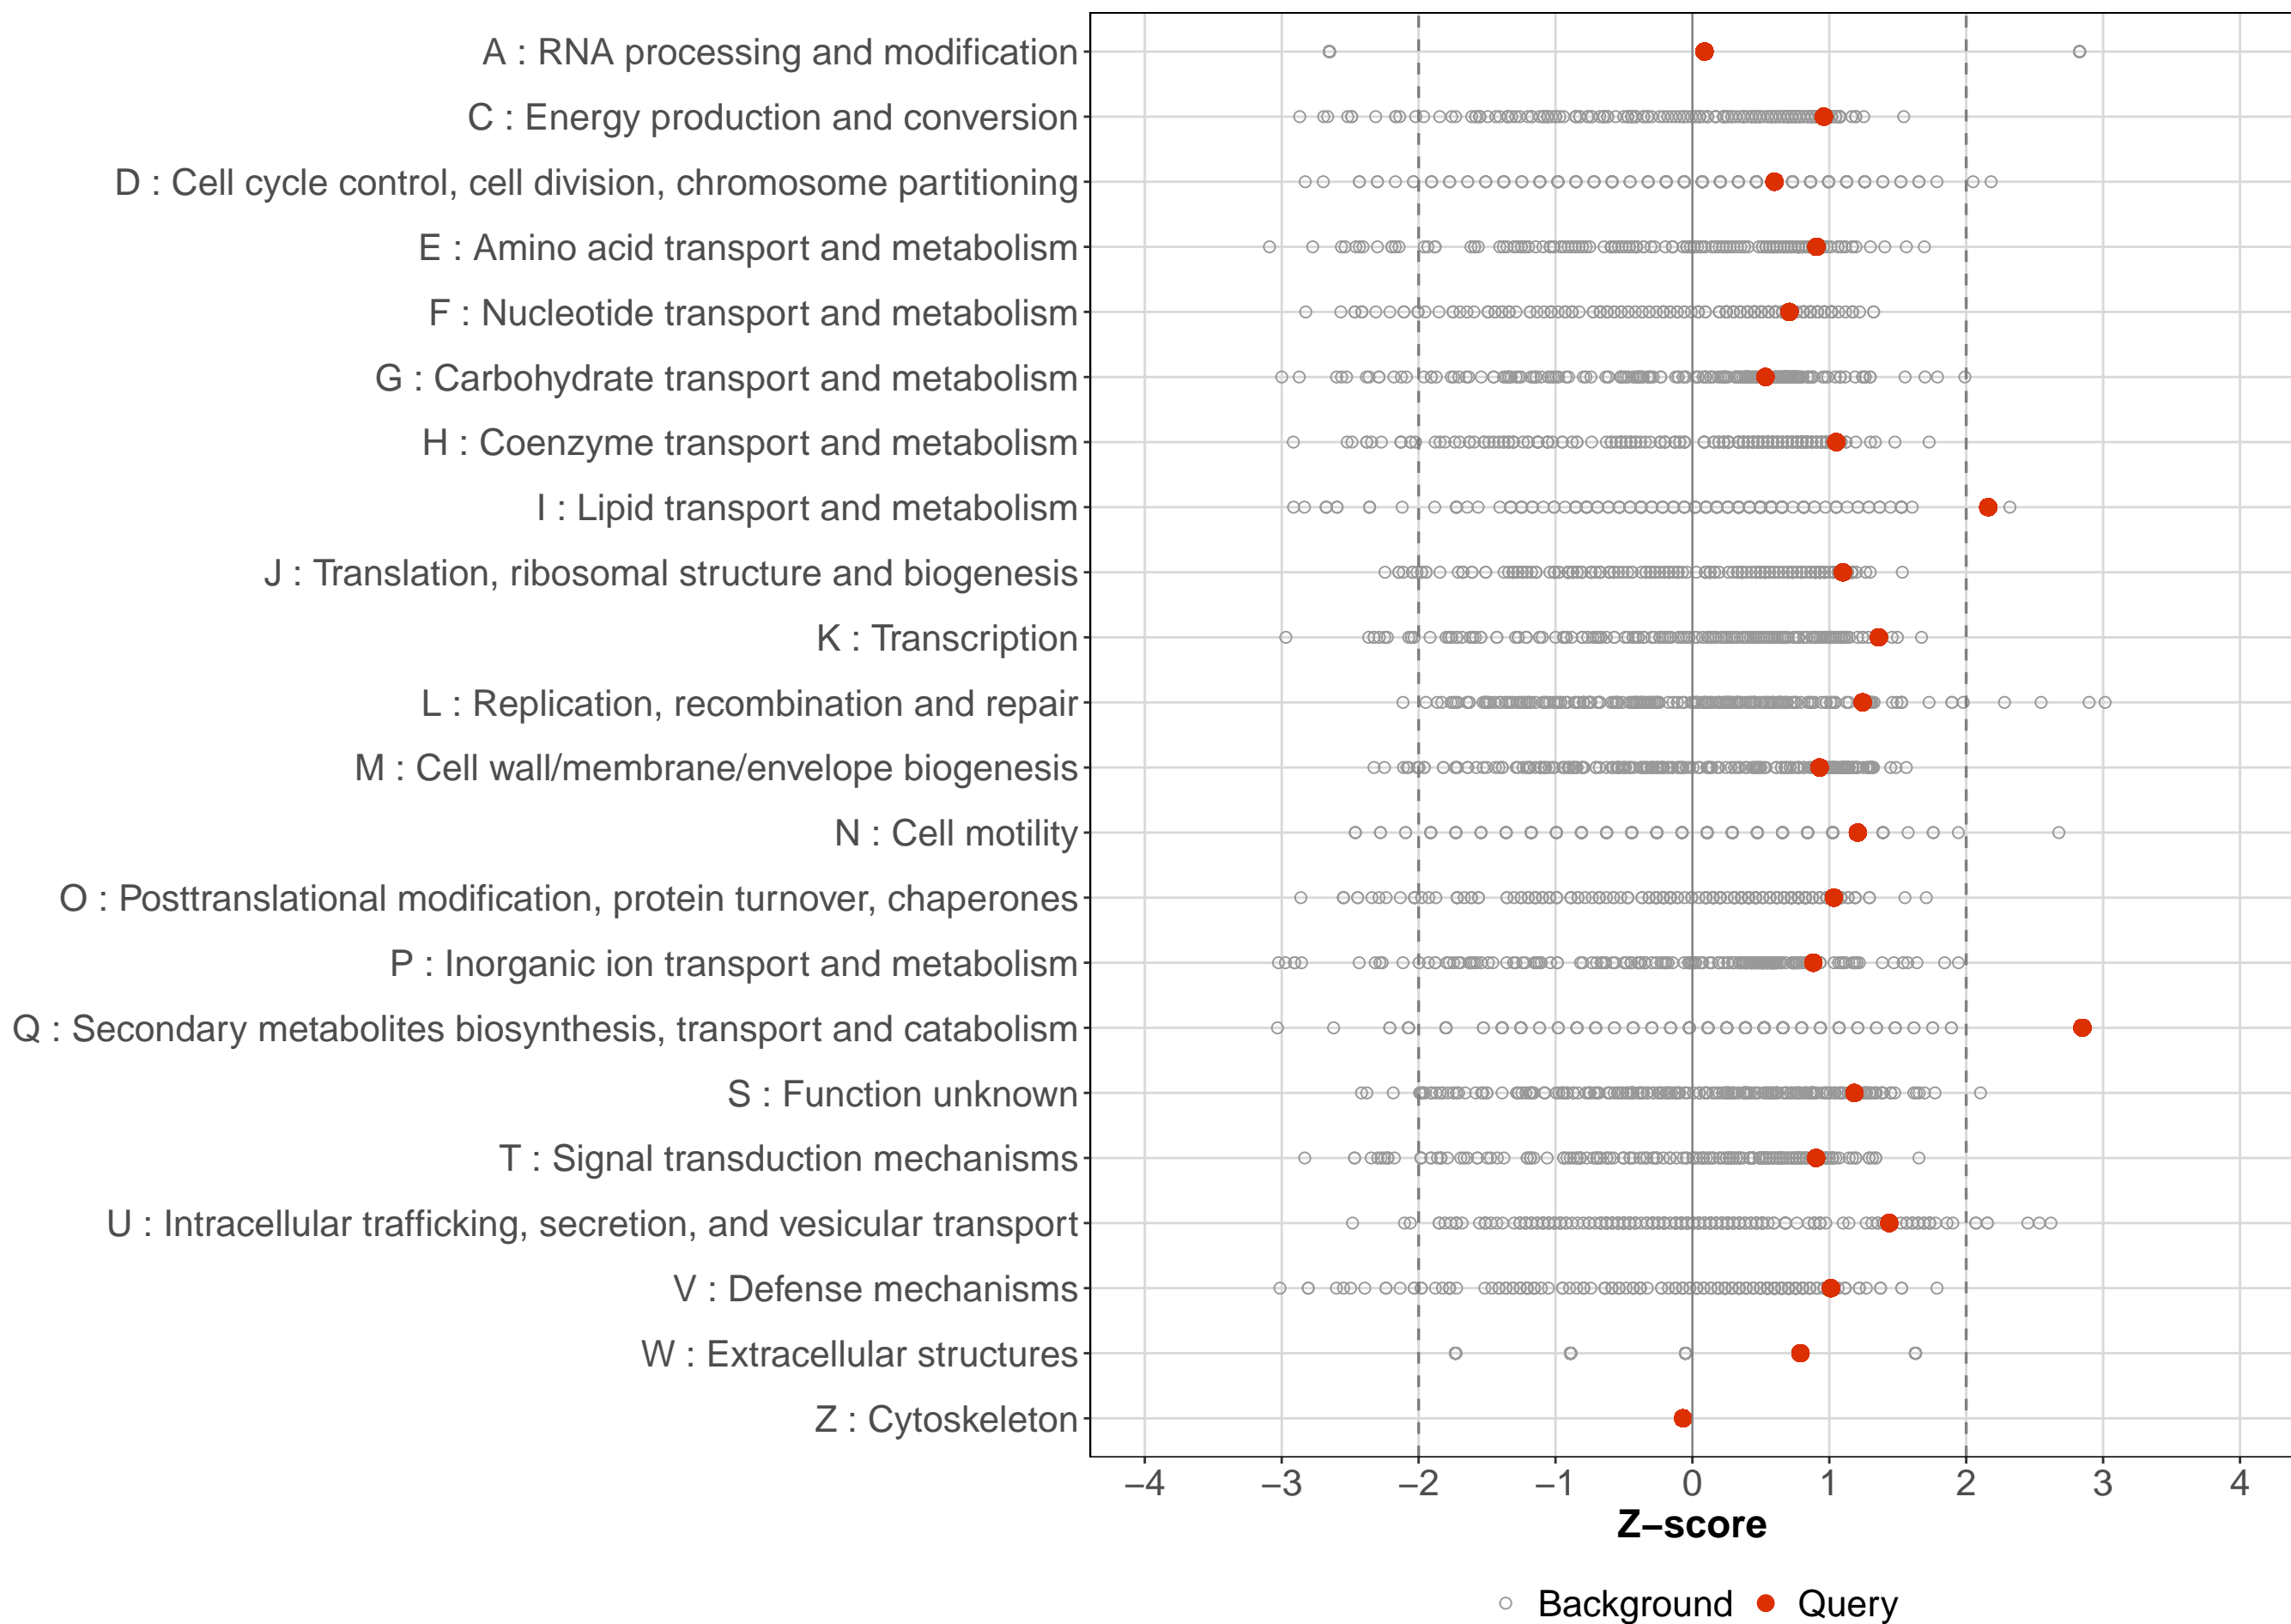 A : RNA processing and modification
C : Energy production and conversion
D : Cell cycle control, cell division, chromosome partitioning
E : Amino acid transport and metabolism
F : Nucleotide transport and metabolism
G : Carbohydrate transport and metabolism
H : Coenzyme transport and metabolism
I : Lipid transport and metabolism
J : Translation, ribosomal structure and biogenesis
K : Transcription
L : Replication, recombination and repair
M : Cell wall/membrane/envelope biogenesis
N : Cell motility
O : Posttranslational modification, protein turnover, chaperones
P : Inorganic ion transport and metabolism
Q : Secondary metabolites biosynthesis, transport and catabolism
S : Function unknown
T : Signal transduction mechanisms
U : Intracellular trafficking, secretion, and vesicular transport
V : Defense mechanisms
W : Extracellular structures
Z : Cytoskeleton
−4 −3 −2 −1 0 1 2 3 4
Z−score
Background Query